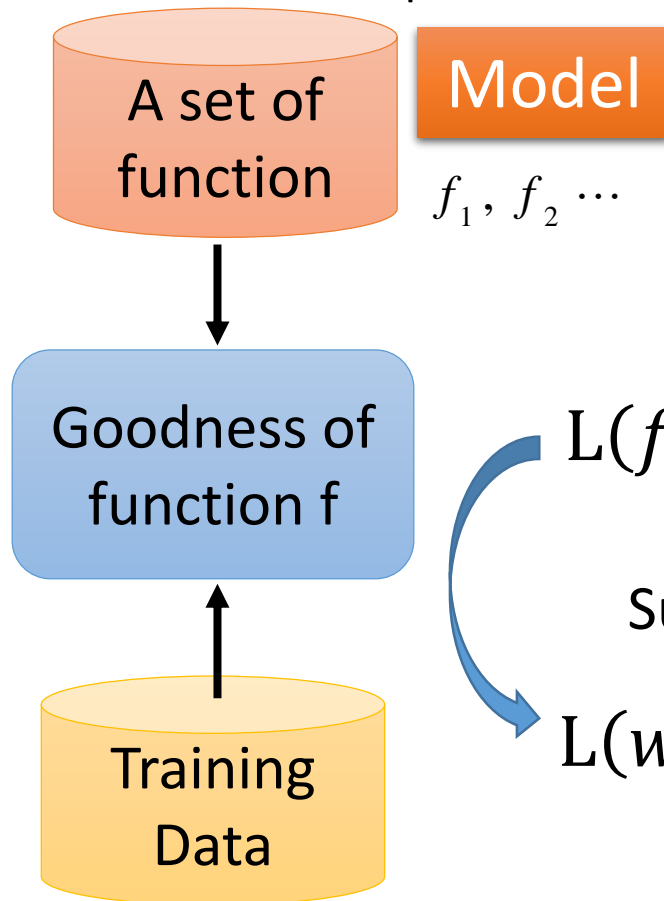 A set of
function
Model
f₁, f₂ ⋯
Goodness of
function f
L(f
Su
L(w
Training
Data